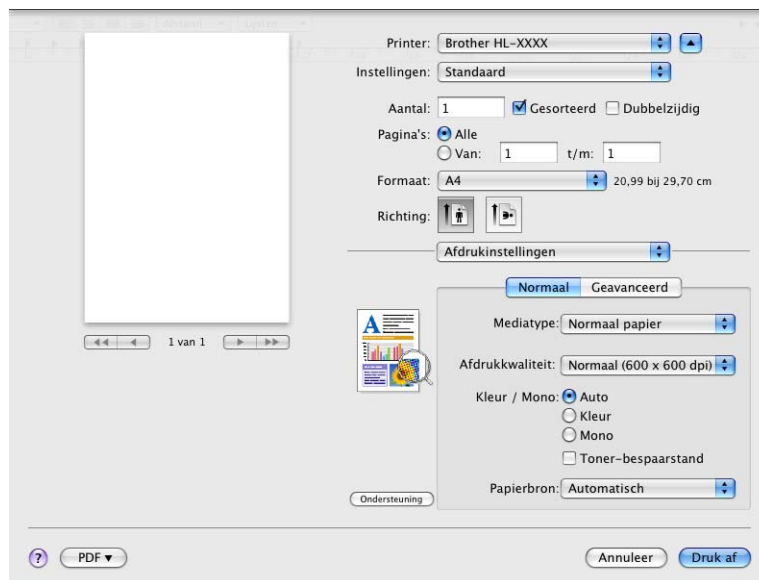 Afstand Lijsten
Printer: Brother HL-XXXX
Instellingen: Standaard
Aantal: 1 Gesorteerd Dubbelzijdig
Pagina's: Alle
Van: 1 t/m: 1
Formaat: A4 20,99 bij 29,70 cm
Richting:
Afdrukinstellingen
Normaal Geavanceerd
Mediatype: Normaal papier
Afdrukkwaliteit: Normaal (600 x 600 dpi)
Kleur / Mono: Auto
Kleur
Mono
Toner-bespaarstand
Papierbron: Automatisch
1 van 1
Ondersteuning
? PDF Annuleer Druk af